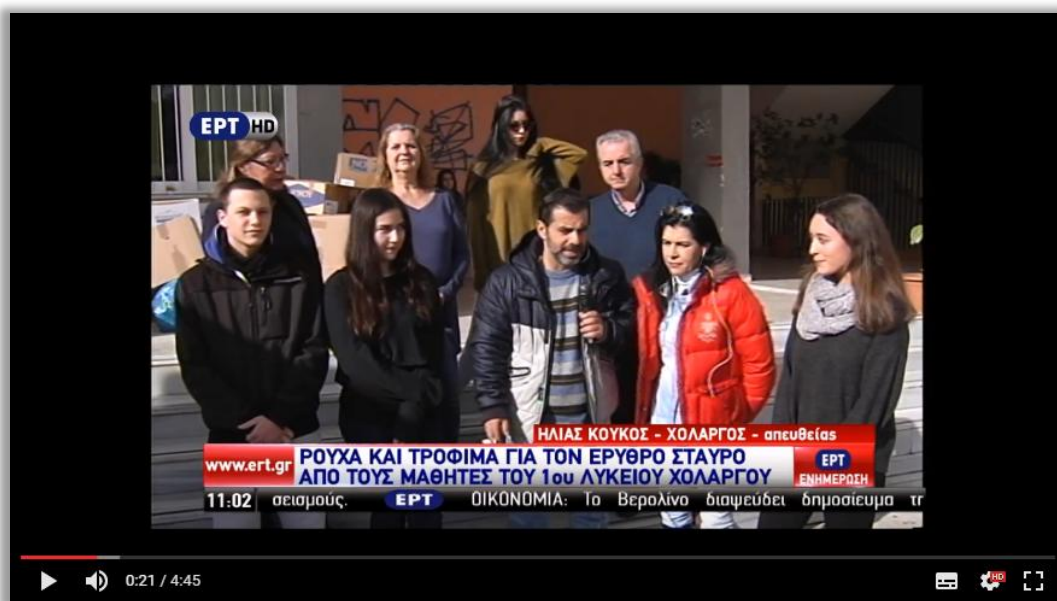 ΕΡΤ HD
ΗΛΙΑΣ ΚΟΥΚΟΣ - ΧΟΛΑΡΓΟΣ - απευθείας
www.ert.gr
ΡΟΥΧΑ ΚΑΙ ΤΡΟΦΙΜΑ ΓΙΑ ΤΟΝ ΕΡΥΘΡΟ ΣΤΑΥΡΟ
ΑΠΟ ΤΟΥΣ ΜΑΘΗΤΕΣ ΤΟΥ 1ου ΛΥΚΕΙΟΥ ΧΟΛΑΡΓΟΥ
ΕΡΤ
ΕΝΗΜΕΡΩΣΗ
11:02 σεισμούς. ΕΡΤ ΟΙΚΟΝΟΜΙΑ: Το Βερολίνο διαψεύδει δημοσίευμα τη
0:21 / 4:45
HD